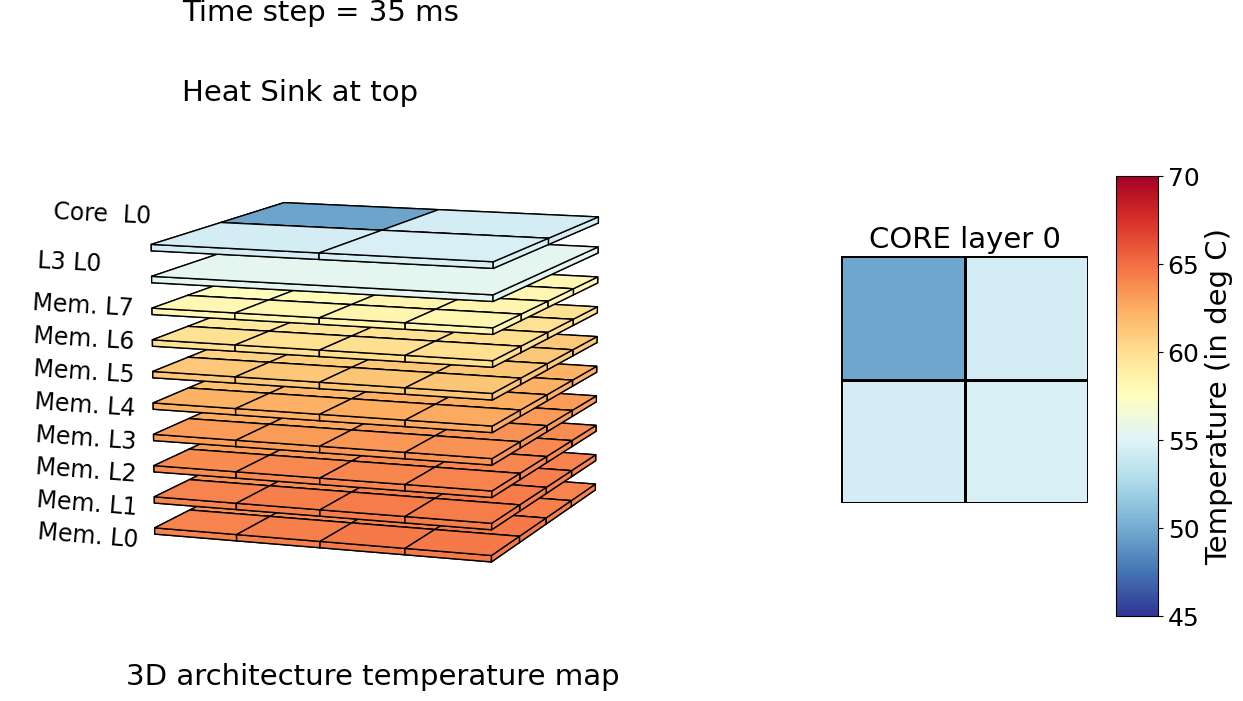 Time step = 35 ms
Heat Sink at top
Core  L0
L3 L0
Mem. L7
Mem. L6
Mem. L5
Mem. L4
Mem. L3
Mem. L2
Mem. L1
Mem. L0
3D architecture temperature map
CORE layer 0
70
65
60
55
50
45
Temperature (in deg C)